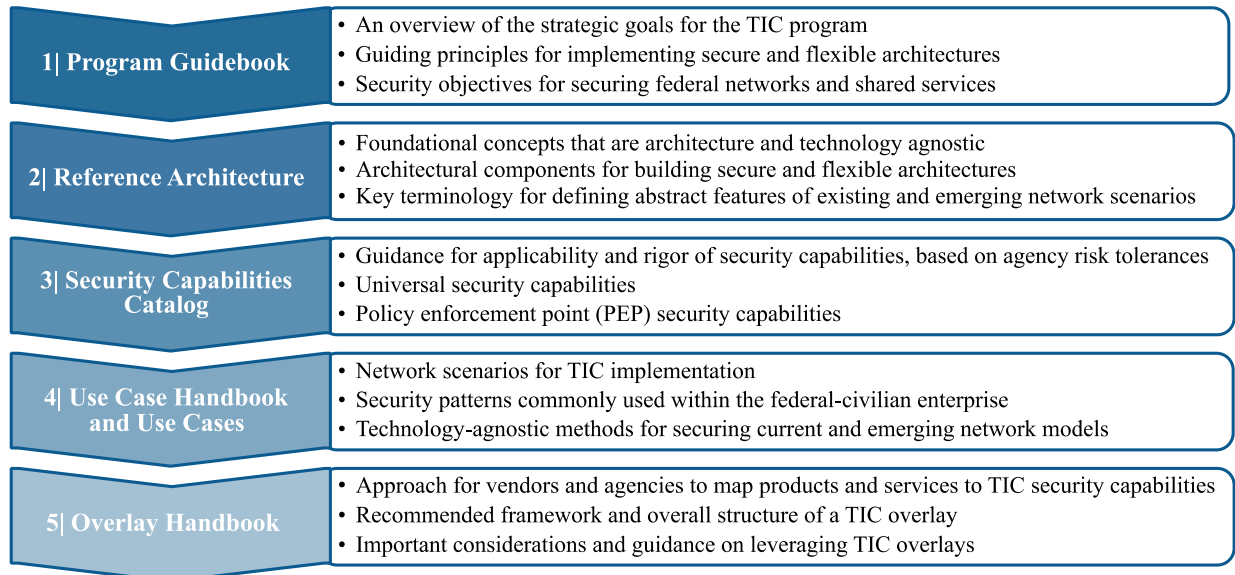 1| Program Guidebook
• An overview of the strategic goals for the TIC program
• Guiding principles for implementing secure and flexible architectures
• Security objectives for securing federal networks and shared services
2| Reference Architecture
• Foundational concepts that are architecture and technology agnostic
• Architectural components for building secure and flexible architectures
• Key terminology for defining abstract features of existing and emerging network scenarios
3| Security Capabilities
Catalog
• Guidance for applicability and rigor of security capabilities, based on agency risk tolerances
• Universal security capabilities
• Policy enforcement point (PEP) security capabilities
4| Use Case Handbook
and Use Cases
• Network scenarios for TIC implementation
• Security patterns commonly used within the federal-civilian enterprise
• Technology-agnostic methods for securing current and emerging network models
5| Overlay Handbook
• Approach for vendors and agencies to map products and services to TIC security capabilities
• Recommended framework and overall structure of a TIC overlay
• Important considerations and guidance on leveraging TIC overlays